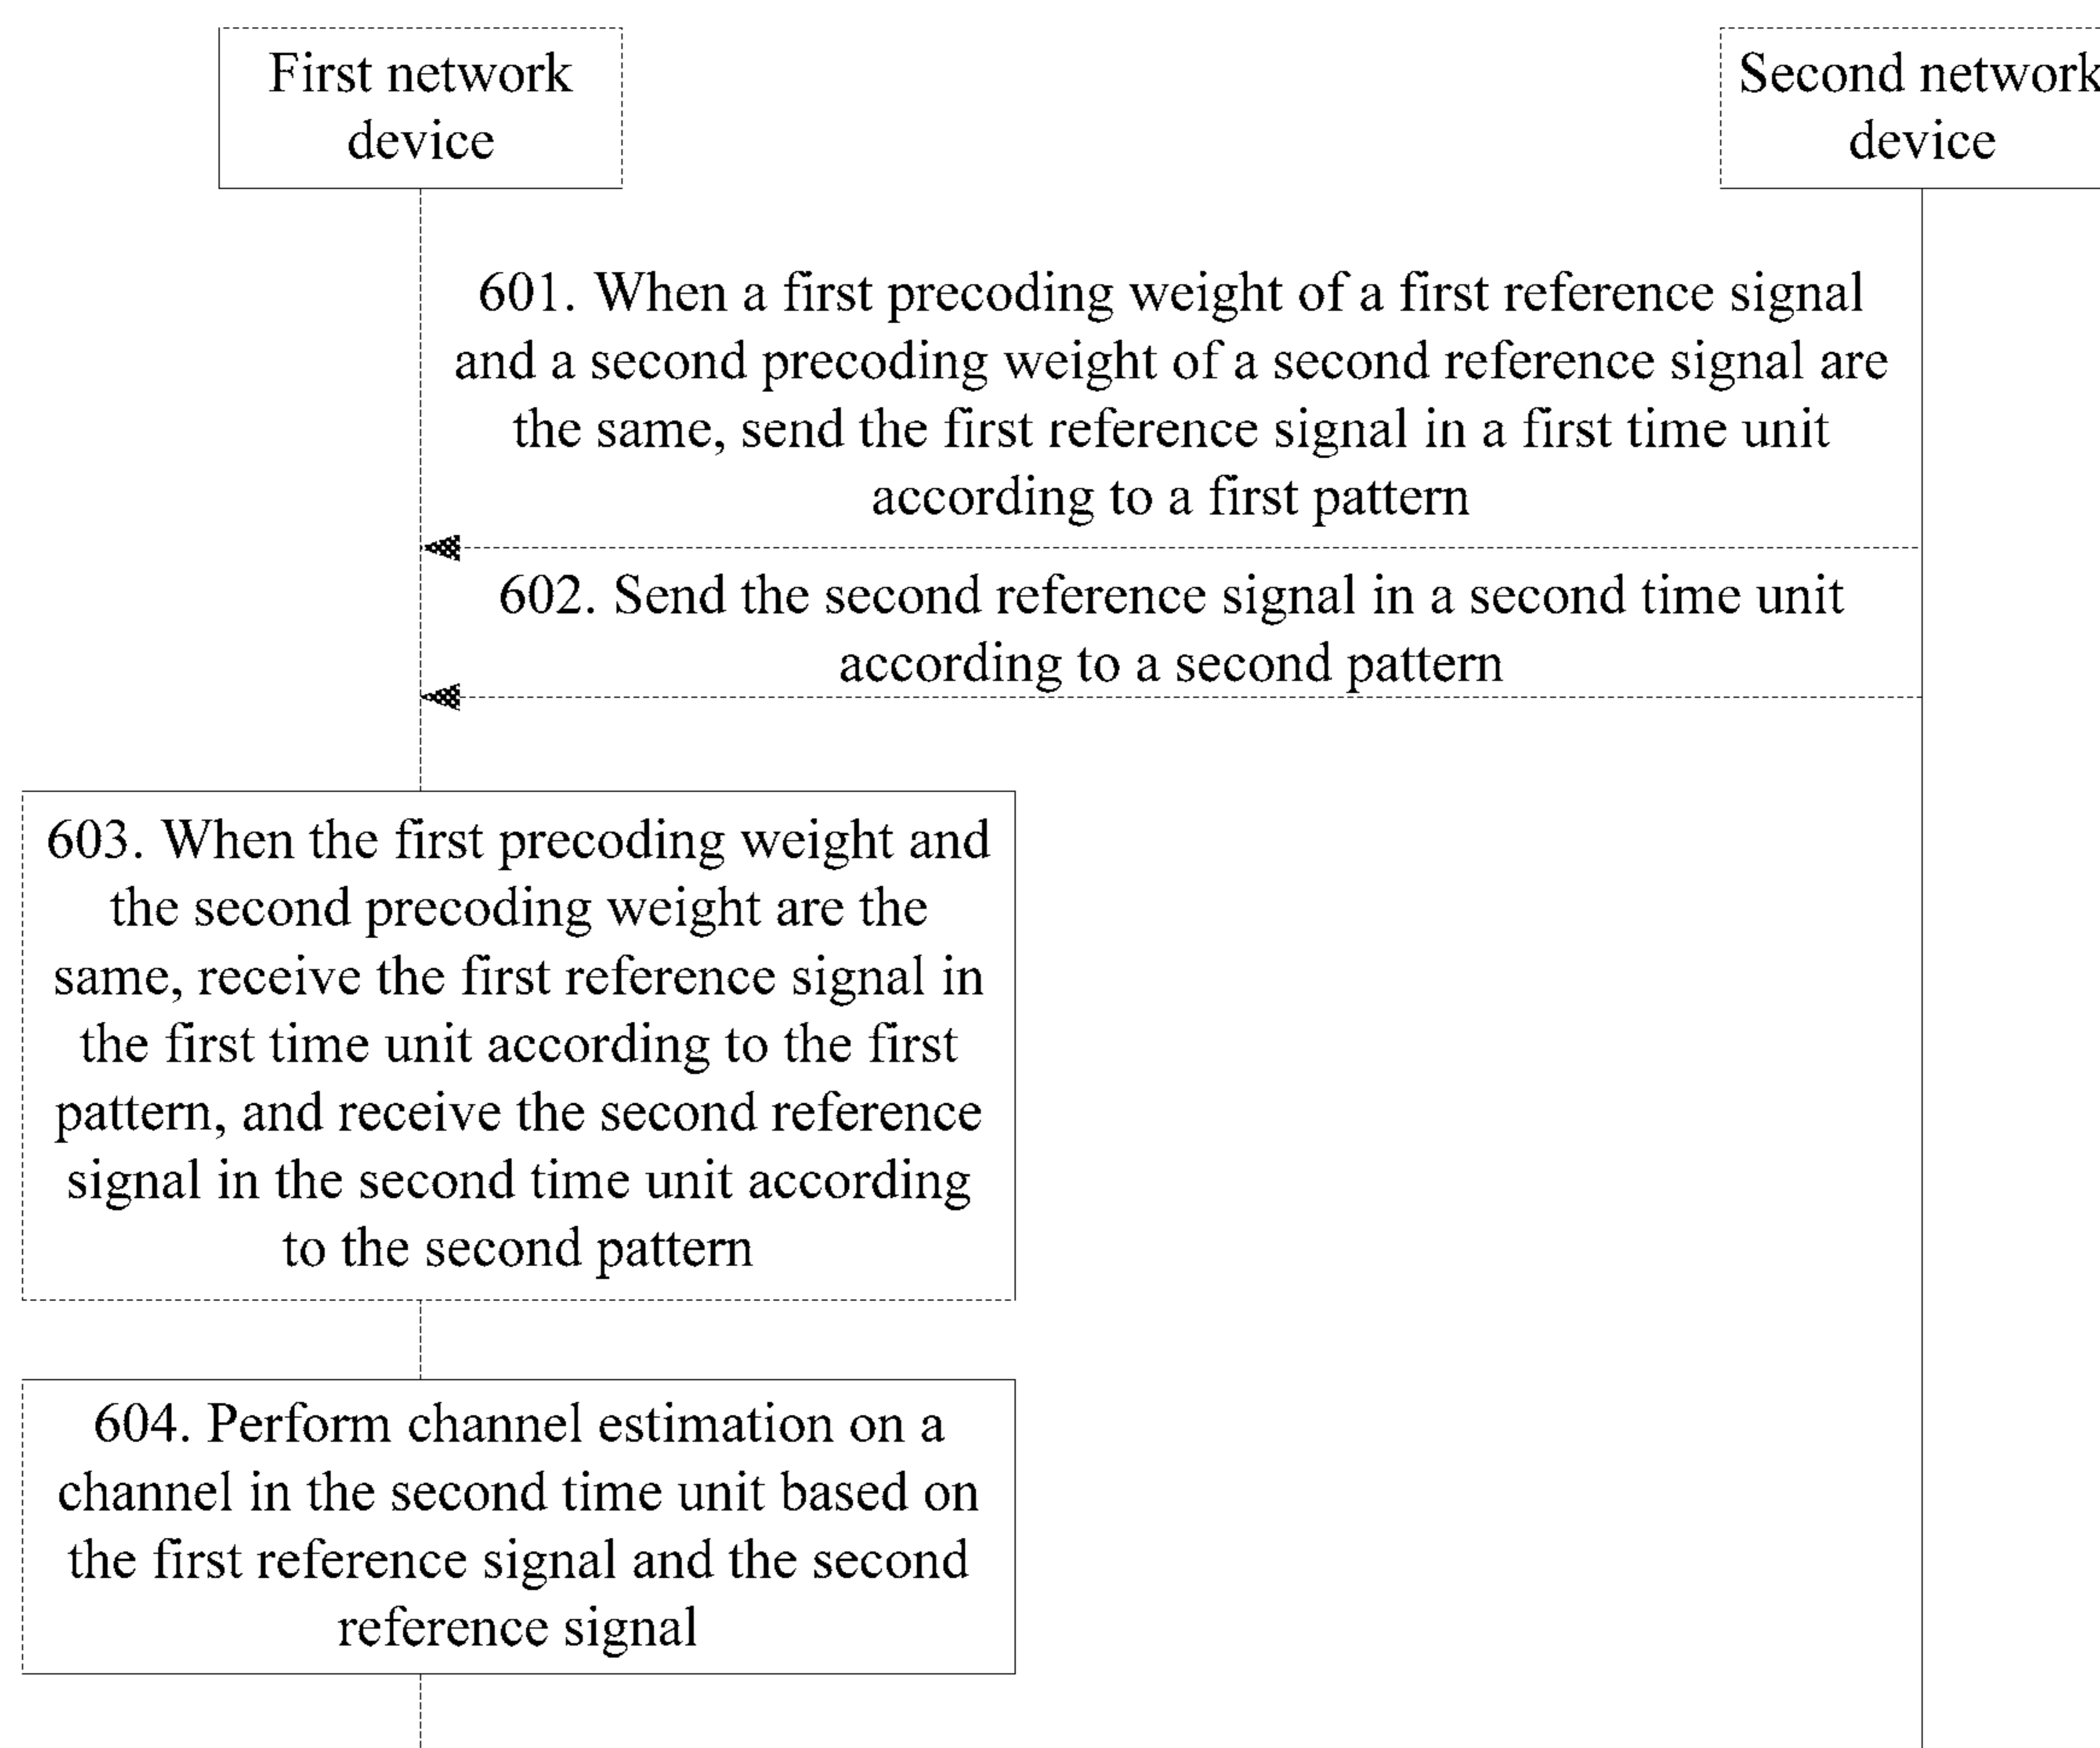 First network
device
Second network
device
601. When a first precoding weight of a first reference signal
and a second precoding weight of a second reference signal are
the same, send the first reference signal in a first time unit
according to a first pattern
602. Send the second reference signal in a second time unit
according to a second pattern
603. When the first precoding weight and
the second precoding weight are the
same, receive the first reference signal in
the first time unit according to the first
pattern, and receive the second reference
signal in the second time unit according
to the second pattern
604. Perform channel estimation on a
channel in the second time unit based on
the first reference signal and the second
reference signal